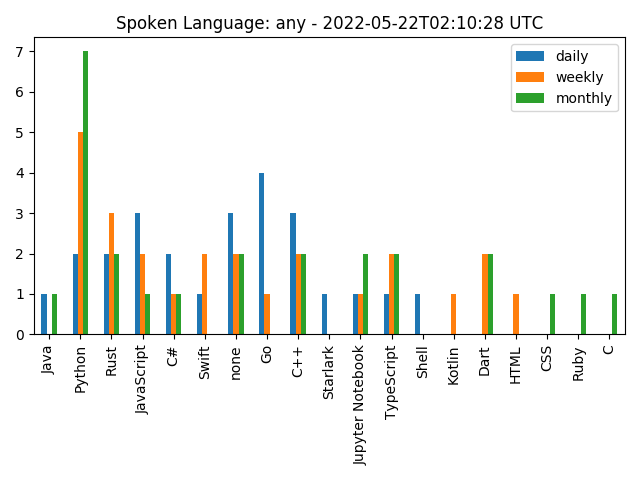 Spoken Language: any - 2022-05-22T02:10:28 UTC
daily
weekly
monthly
7
6
5
4
3
2
1
0
Java
Python
Rust
JavaScript
C#
Swift
none
Go
C++
Starlark
Jupyter Notebook
TypeScript
Shell
Kotlin
Dart
HTML
CSS
Ruby
C